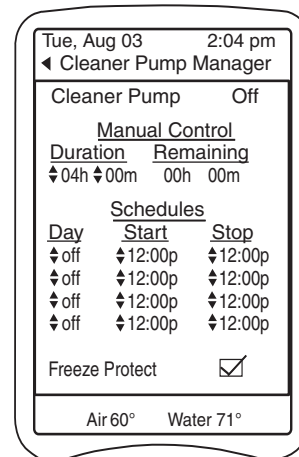 Tue, Aug 03 2:04 pm
◀ Cleaner Pump Manager
Cleaner Pump Off
Manual Control
Duration Remaining
▲▼04h ▲▼00m 00h 00m
Schedules
Day Start Stop
▲▼off ▲▼12:00p ▲▼12:00p
▲▼off ▲▼12:00p ▲▼12:00p
▲▼off ▲▼12:00p ▲▼12:00p
▲▼off ▲▼12:00p ▲▼12:00p
Freeze Protect ☑
Air 60° Water 71°